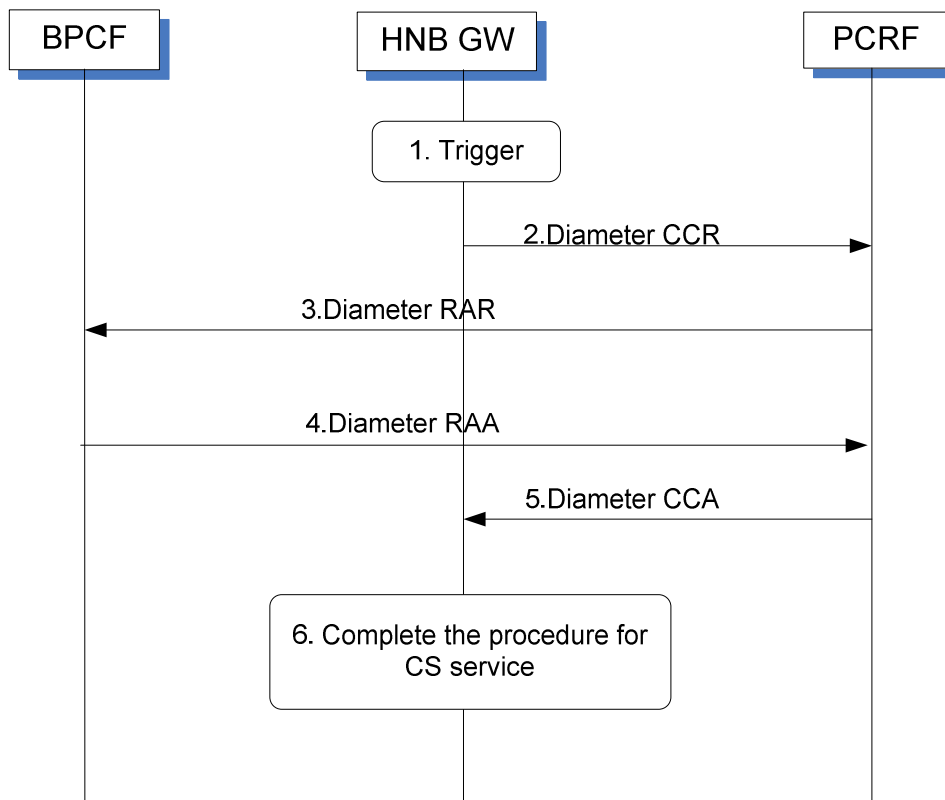 BPCF
HNB GW
PCRF
1. Trigger
2.Diameter CCR
3.Diameter RAR
4.Diameter RAA
5.Diameter CCA
6. Complete the procedure for
CS service